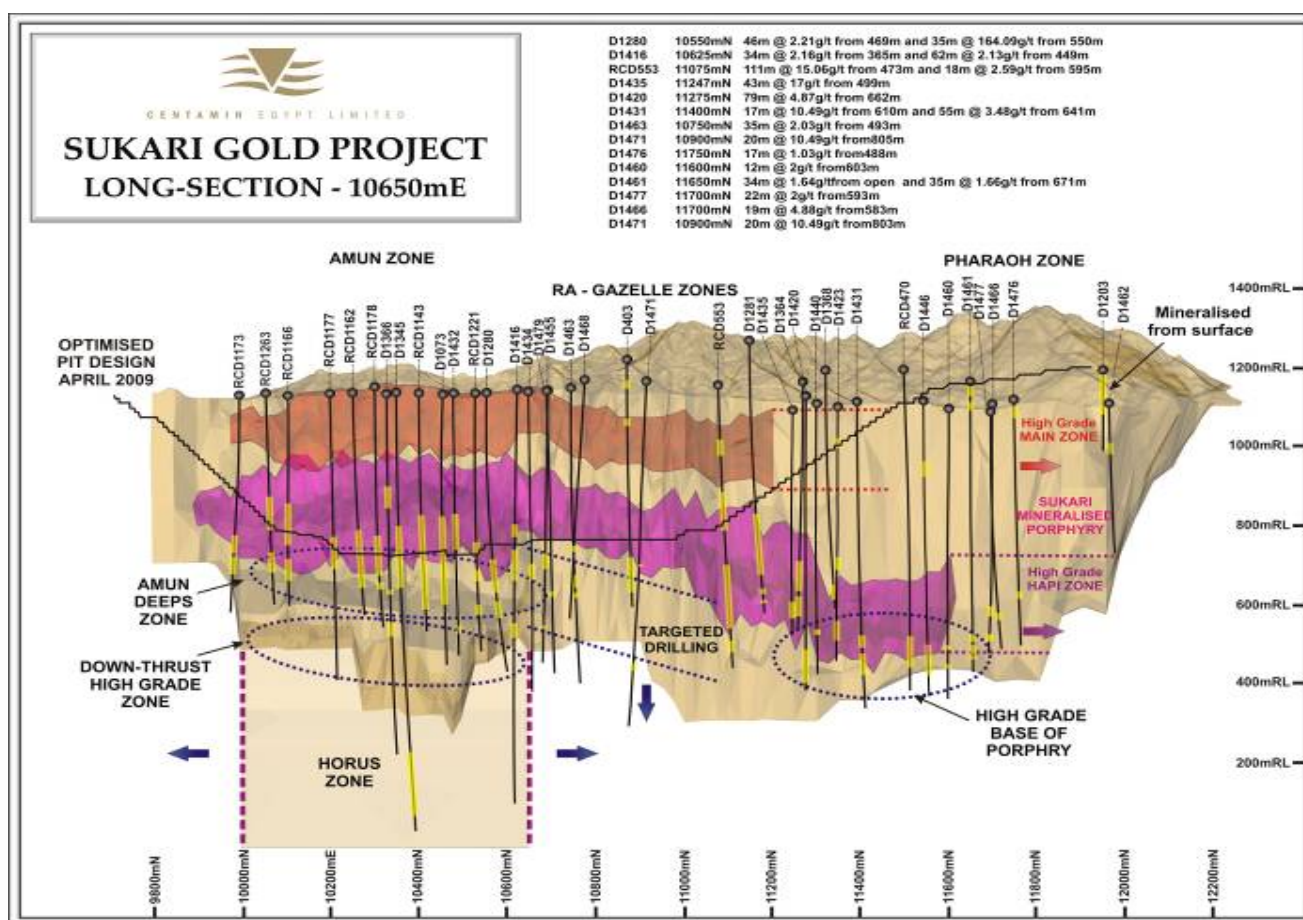 CENTAMIN EGYPT LIMITED
SUKARI GOLD PROJECT
LONG-SECTION - 10650mE
D1280 10550mN 46m @ 2.21g/t from 469m and 35m @ 164.09g/t from 550m
D1416 10625mN 34m @ 2.16g/t from 365m and 62m @ 2.13g/t from 449m
RCD553 11075mN 111m @ 15.06g/t from 473m and 18m @ 2.59g/t from 595m
D1435 11247mN 43m @ 17g/t from 499m
D1420 11275mN 79m @ 4.87g/t from 662m
D1431 11400mN 17m @ 10.49g/t from 610m and 55m @ 3.48g/t from 641m
D1463 10750mN 35m @ 2.03g/t from 493m
D1471 10900mN 20m @ 10.49g/t from805m
D1476 11750mN 17m @ 1.03g/t from488m
D1460 11600mN 12m @ 2g/t from603m
D1461 11650mN 34m @ 1.64g/tfrom open and 35m @ 1.66g/t from 671m
D1477 11700mN 22m @ 2g/t from593m
D1466 11700mN 19m @ 4.88g/t from583m
D1471 10900mN 20m @ 10.49g/t from803m
AMUN ZONE
RA - GAZELLE ZONES
PHARAOH ZONE
RCD1173
RCD1263
RCD1166
RCD1177
RCD1162
RCD1178
D1366
D1345
RCD1143
D1073
D1432
RCD1221
D1280
D1416
D1434
D1479
D1455
D1463
D1468
D403
D1471
RCD553
D1281
D1435
D1364
D1420
D1440
D1368
D1423
D1431
RCD470
D1446
D1460
D1461
D1477
D1466
D1476
D1203
D1462
1400mRL
1200mRL
1000mRL
800mRL
600mRL
400mRL
200mRL
Mineralised
from surface
OPTIMISED
PIT DESIGN
APRIL 2009
High Grade
MAIN ZONE
SUKARI
MINERALISED
PORPHYRY
High Grade
HAPI ZONE
AMUN
DEEPS
ZONE
DOWN-THRUST
HIGH GRADE
ZONE
TARGETED
DRILLING
HIGH GRADE
BASE OF
PORPHRY
HORUS
ZONE
9800mN
10000mN
10200mE
10400mN
10600mN
10800mN
11000mN
11200mN
11400mN
11600mN
11800mN
12000mN
12200mN